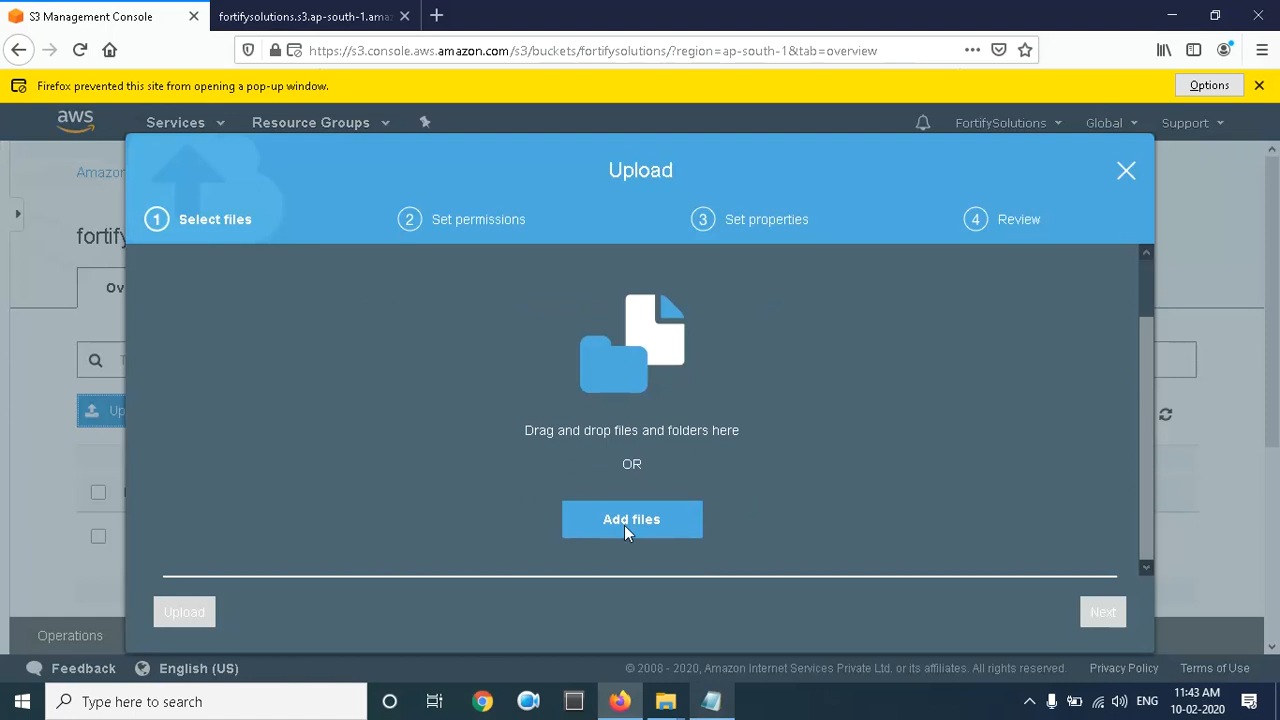 S3 Management Console
fortifysolutions.s3.ap-south-1.amaz
https://s3.console.aws.amazon.com/s3/buckets/fortifysolutions/?region=ap-south-1&tab=overview
Firefox prevented this site from opening a pop-up window.
Options
aws
Services
Resource Groups
FortifySolutions
Global
Support
Amazon
Upload
1 Select files
2 Set permissions
3 Set properties
4 Review
fortify
Ov
T
Up
Drag and drop files and folders here
OR
Add files
Upload
Next
Operations
Feedback
English (US)
© 2008 - 2020, Amazon Internet Services Private Ltd. or its affiliates. All rights reserved.
Privacy Policy
Terms of Use
Type here to search
ENG
11:43 AM
10-02-2020